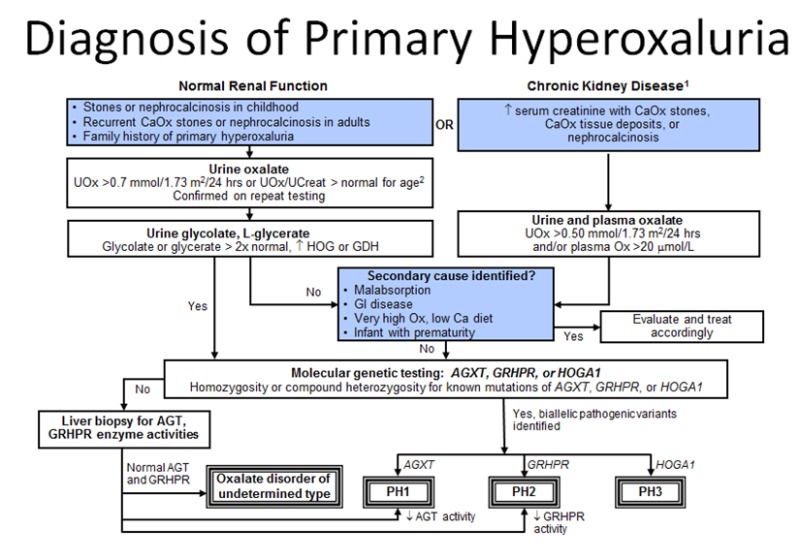 Diagnosis of Primary Hyperoxaluria
Normal Renal Function
Chronic Kidney Disease¹
• Stones or nephrocalcinosis in childhood
• Recurrent CaOx stones or nephrocalcinosis in adults
• Family history of primary hyperoxaluria
OR
↑ serum creatinine with CaOx stones,
CaOx tissue deposits, or
nephrocalcinosis
Urine oxalate
UOx >0.7 mmol/1.73 m²/24 hrs or UOx/UCreat > normal for age²
Confirmed on repeat testing
Urine glycolate, L-glycerate
Glycolate or glycerate > 2x normal, ↑ HOG or GDH
Urine and plasma oxalate
UOx >0.50 mmol/1.73 m²/24 hrs
and/or plasma Ox >20 μmol/L
Yes
No
Secondary cause identified?
• Malabsorption
• GI disease
• Very high Ox, low Ca diet
• Infant with prematurity
Yes
Evaluate and treat
accordingly
No
Molecular genetic testing: AGXT, GRHPR, or HOGA1
Homozygosity or compound heterozygosity for known mutations of AGXT, GRHPR, or HOGA1
No
Liver biopsy for AGT,
GRHPR enzyme activities
Yes, biallelic pathogenic variants
identified
Normal AGT
and GRHPR
Oxalate disorder of
undetermined type
AGXT
GRHPR
HOGA1
PH1
PH2
PH3
↓ AGT activity
↓ GRHPR
activity